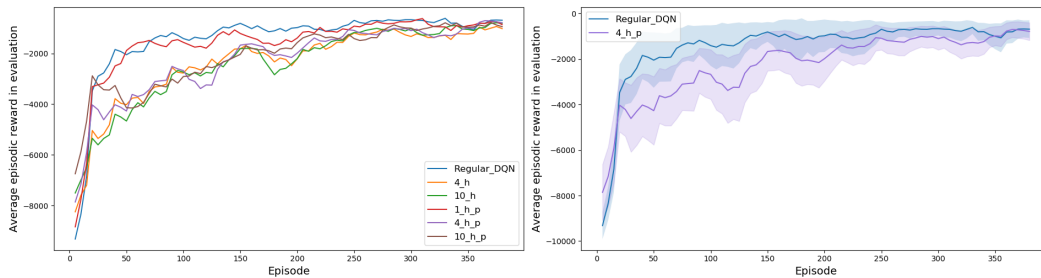 Average episodic reward in evaluation
−2000
−4000
−6000
−8000
0
50
100
150
200
250
300
350
Episode
Regular_DQN
4_h
10_h
1_h_p
4_h_p
10_h_p
Average episodic reward in evaluation
0
−2000
−4000
−6000
−8000
−10000
0
50
100
150
200
250
300
350
Episode
Regular_DQN
4_h_p